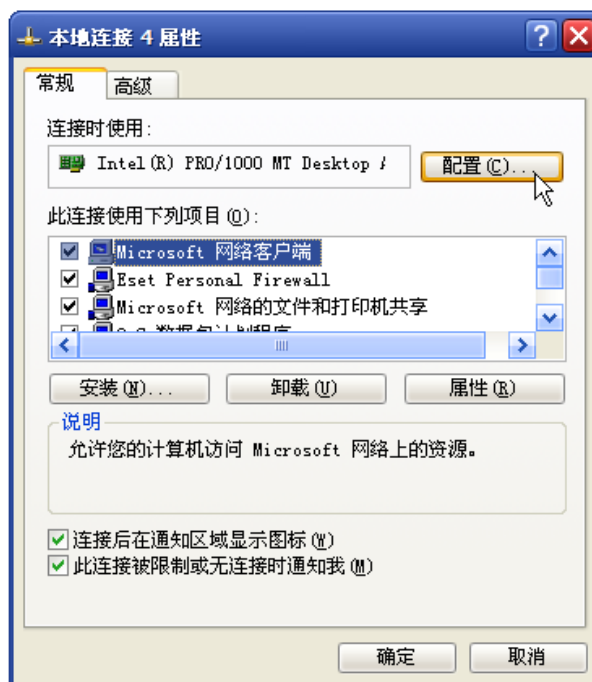 本地连接 4 属性
常规
高级
连接时使用:
Intel(R) PRO/1000 MT Desktop
配置(C)...
此连接使用下列项目(O):
Microsoft 网络客户端
Eset Personal Firewall
Microsoft 网络的文件和打印机共享
安装(N)...
卸载(U)
属性(R)
说明
允许您的计算机访问 Microsoft 网络上的资源。
连接后在通知区域显示图标(W)
此连接被限制或无连接时通知我(M)
确定
取消